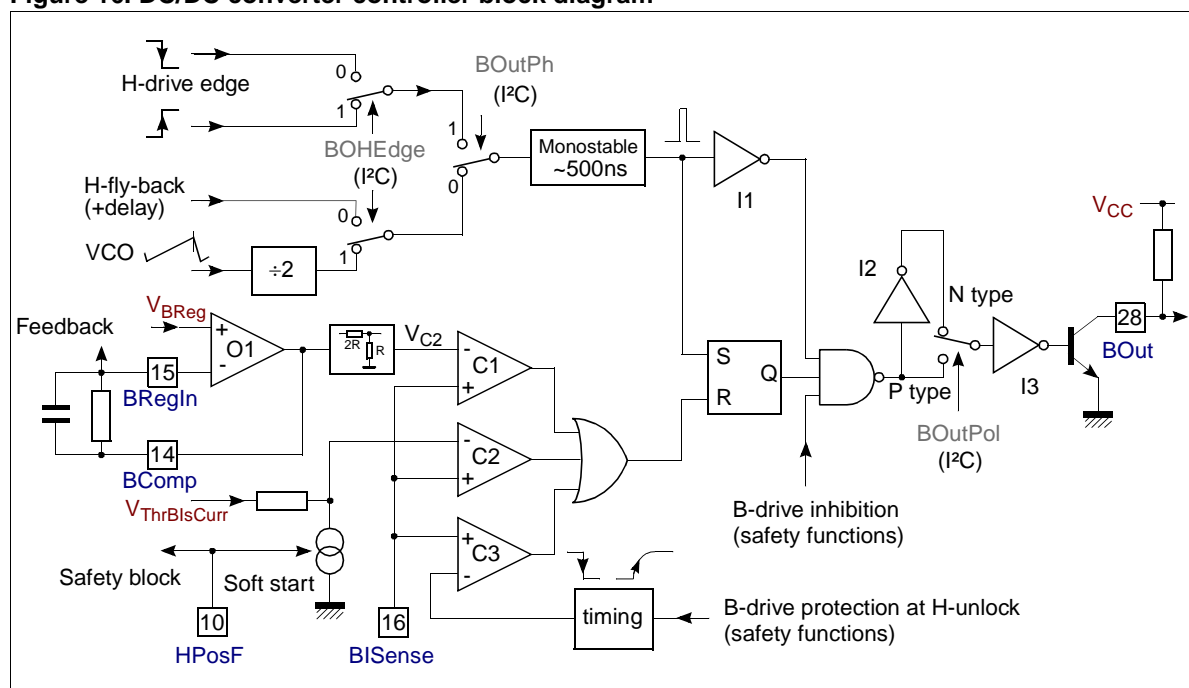 Figure DC/DC converter controller block diagram
H-drive edge
0
1
BOHEdge
(I²C)
BOutPh
(I²C)
1
0
Monostable
~500ns
I1
H-fly-back
(+delay)
0
1
VCO
÷2
VCC
I2
N type
P type
I3
28
BOut
BOutPol
(I²C)
VBReg
Feedback
+
-
O1
15
BRegIn
14
BComp
2R
R
VC2
-
+
C1
-
+
C2
+
-
C3
S
R
Q
VThrBIsCurr
Safety block
Soft start
10
HPosF
16
BISense
timing
B-drive inhibition
(safety functions)
B-drive protection at H-unlock
(safety functions)